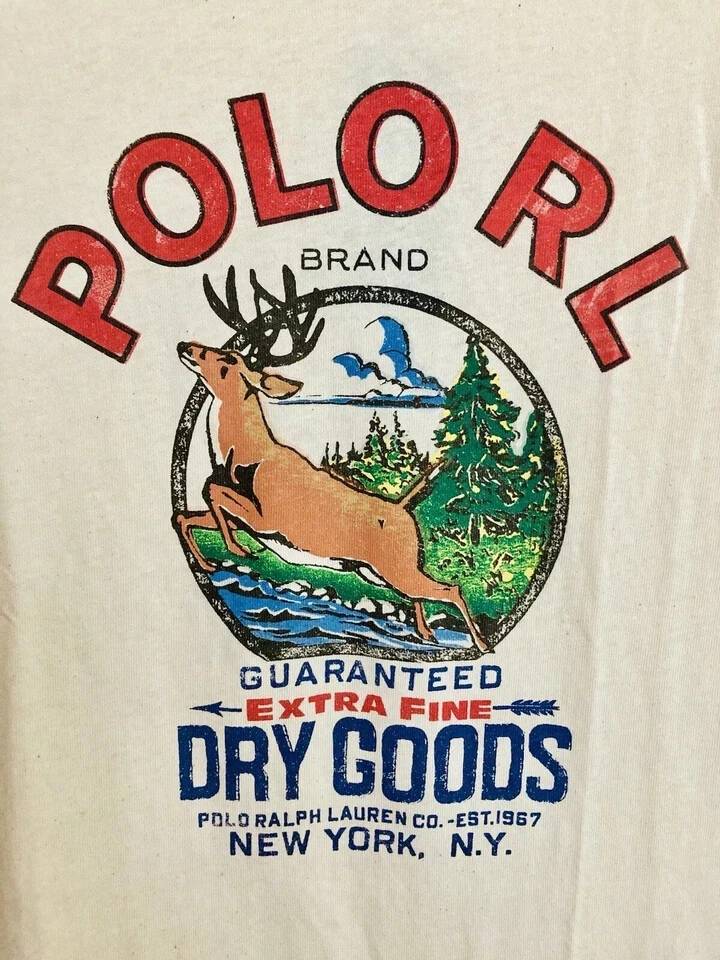 POLO RL
BRAND
GUARANTEED
EXTRA FINE
DRY GOODS
POLO RALPH LAUREN CO.-EST.1967
NEW YORK, N.Y.